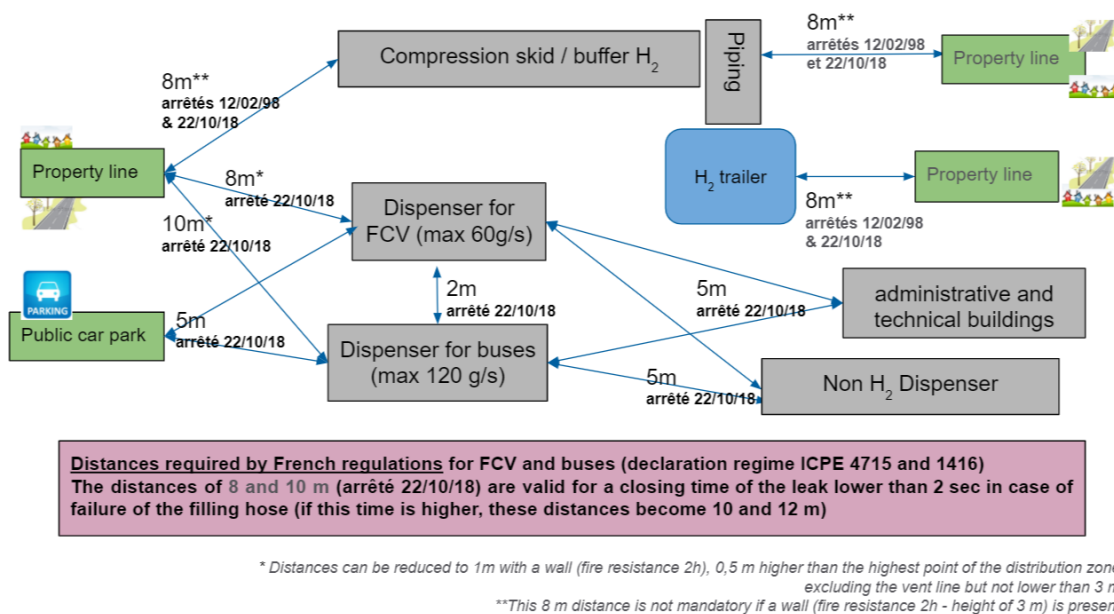 Compression skid / buffer H2
Piping
8m**
arrêtés 12/02/98
et 22/10/18
Property line
8m**
arrêtés 12/02/98
& 22/10/18
Property line
8m*
arrêté 22/10/18
10m*
arrêté 22/10/18
H2 trailer
Property line
8m**
arrêtés 12/02/98
& 22/10/18
Dispenser for
FCV (max 60g/s)
PARKING
Public car park
5m
arrêté 22/10/18
2m
arrêté 22/10/18
5m
arrêté 22/10/18
administrative and
technical buildings
Dispenser for buses
(max 120 g/s)
5m
arrêté 22/10/18
Non H2 Dispenser
Distances required by French regulations for FCV and buses (declaration regime ICPE 4715 and 1416)
The distances of 8 and 10 m (arrêté 22/10/18) are valid for a closing time of the leak lower than 2 sec in case of
failure of the filling hose (if this time is higher, these distances become 10 and 12 m)
* Distances can be reduced to 1m with a wall (fire resistance 2h), 0,5 m higher than the highest point of the distribution zone
excluding the vent line but not lower than 3 m
**This 8 m distance is not mandatory if a wall (fire resistance 2h - height of 3 m) is presen